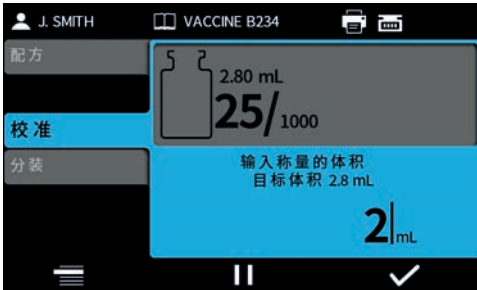 J. SMITH
VACCINE B234
配方
校准
分装
2.80 mL
25/1000
输入称量的体积
目标体积 2.8 mL
2 mL